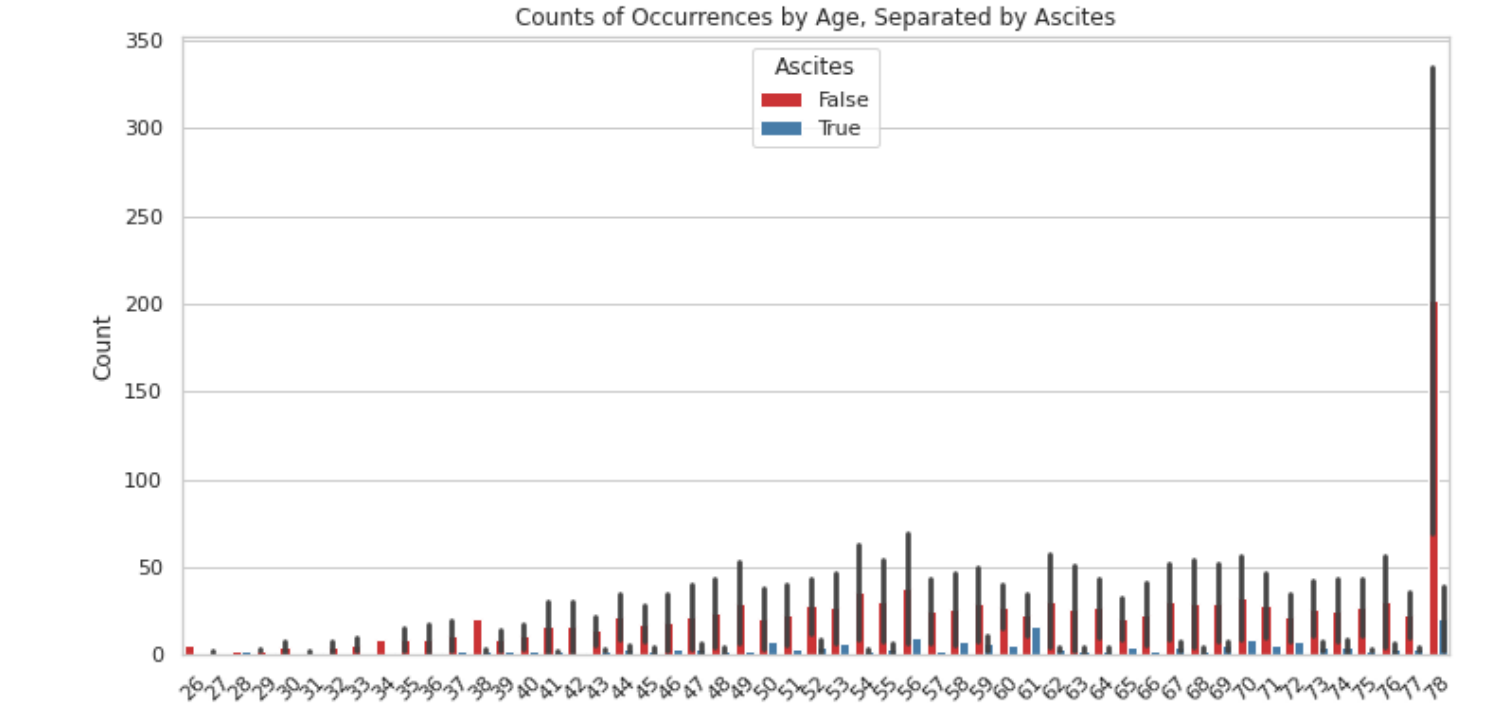 Counts of Occurrences by Age, Separated by Ascites
350
300
250
200
150
100
50
0
Count
Ascites
False
True
26 27 28 29 30 31 32 33 34 35 36 37 38 39 40 41 42 43 44 45 46 47 48 49 50 51 52 53 54 55 56 57 58 59 60 61 62 63 64 65 66 67 68 69 70 71 72 73 74 75 76 77 78